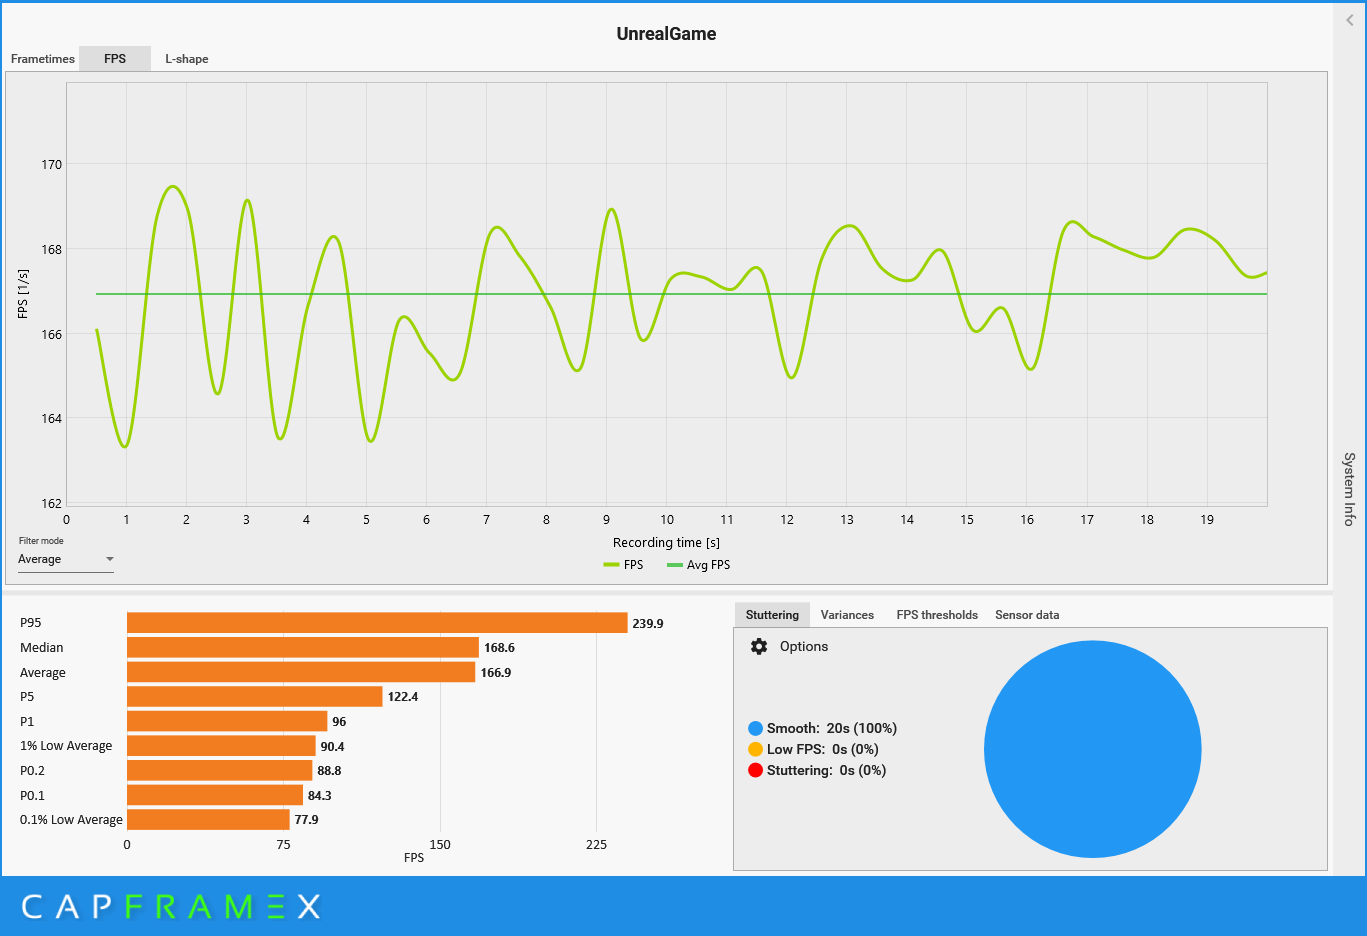 UnrealGame
Frametimes FPS L-shape
170
168
166
164
162
FPS [1/s]
0 1 2 3 4 5 6 7 8 9 10 11 12 13 14 15 16 17 18 19
Recording time [s]
FPS Avg FPS
Filter mode
Average
System Info
P95 239.9
Median 168.6
Average 166.9
P5 122.4
P1 96
1% Low Average 90.4
P0.2 88.8
P0.1 84.3
0.1% Low Average 77.9
0 75 150 225
FPS
Stuttering Variances FPS thresholds Sensor data
Options
Smooth: 20s (100%)
Low FPS: 0s (0%)
Stuttering: 0s (0%)
CAPFRAMEX